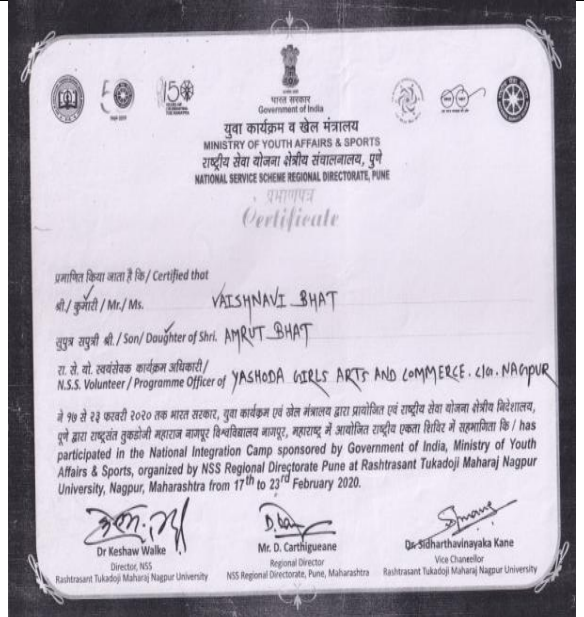 भारत सरकार
Government of India
युवा कार्यक्रम व खेल मंत्रालय
MINISTRY OF YOUTH AFFAIRS & SPORTS
राष्ट्रीय सेवा योजना क्षेत्रीय संचालनालय, पुणे
NATIONAL SERVICE SCHEME REGIONAL DIRECTORATE, PUNE
प्रमाणपत्र
Certificate
प्रमाणित किया जाता है कि/ Certified that
श्री./ कुमारी / Mr./ Ms. VAISHNAVI BHAT
सुपुत्र सुपुत्री श्री. / Son/ Daughter of Shri. AMRUT BHAT
रा. से. यो. स्वयंसेवक कार्यक्रम अधिकारी/
N.S.S. Volunteer / Programme Officer of YASHODA GIRLS ARTS AND COMMERCE. Clg. NAGPUR
ने १७ से २३ फरवरी २०२० तक भारत सरकार, युवा कार्यक्रम एवं खेल मंत्रालय द्वारा प्रायोजित एवं राष्ट्रीय सेवा योजना क्षेत्रीय निदेशालय,
पुणे द्वारा राष्ट्रसंत तुकडोजी महाराज नागपूर विश्वविद्यालय नागपूर, महाराष्ट्र में आयोजित राष्ट्रीय एकता शिविर में सहभागिता कि / has
participated in the National Integration Camp sponsored by Government of India, Ministry of Youth
Affairs & Sports, organized by NSS Regional Directorate Pune at Rashtrasant Tukadoji Maharaj Nagpur
University, Nagpur, Maharashtra from 17th to 23rd February 2020.
Dr Keshaw Walke
Director, NSS
Rashtrasant Tukadoji Maharaj Nagpur University
Mr. D. Carthigueane
Regional Director
NSS Regional Directorate, Pune, Maharashtra
Dr. Sidharthavinayaka Kane
Vice Chancellor
Rashtrasant Tukadoji Maharaj Nagpur University